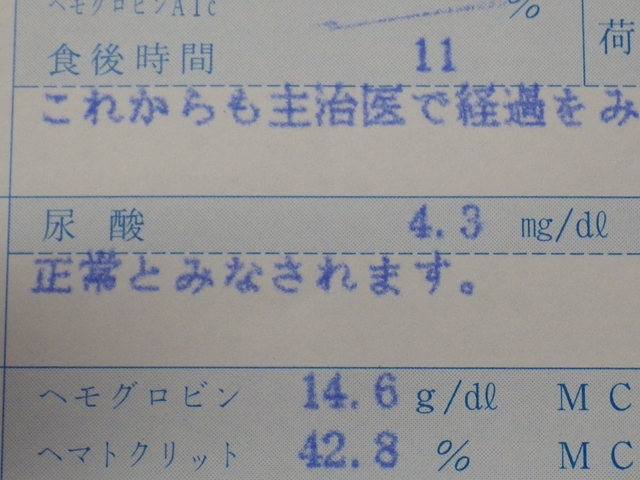 ヘモグロビンA1c %
食後時間 11 荷
これからも主治医で経過をみ
尿 酸 4.3 mg/dl
正常とみなされます。
ヘモグロビン 14.6 g/dl M C
ヘマトクリット 42.8 % M C